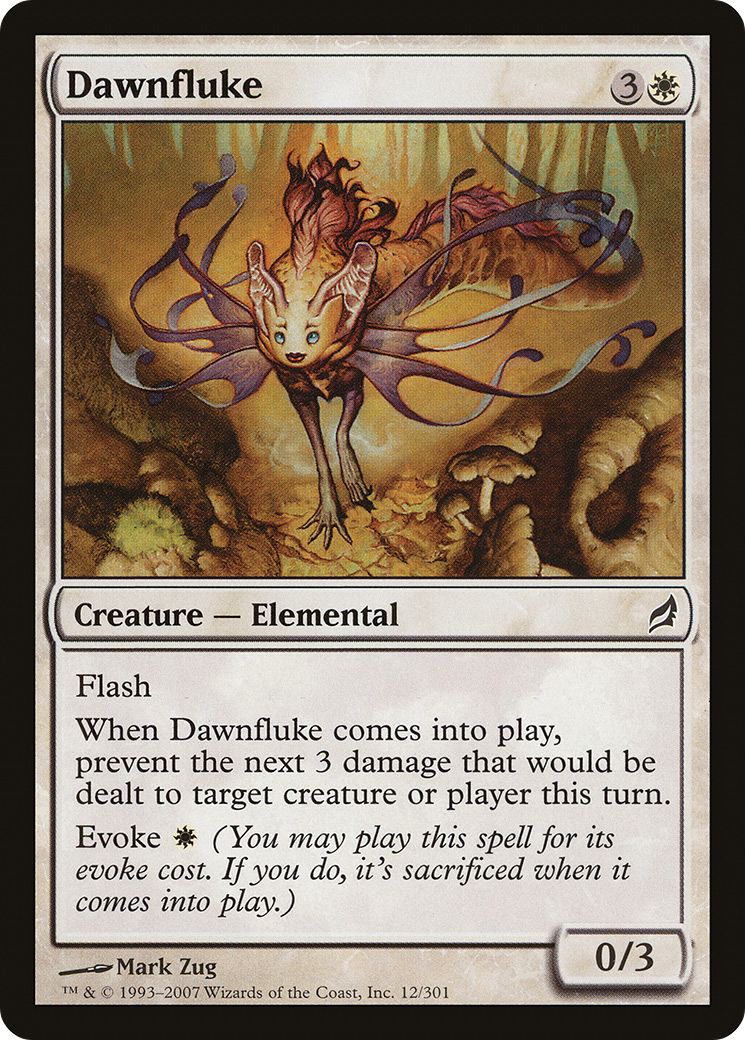 Dawnfluke 3
Creature — Elemental
Flash
When Dawnfluke comes into play,
prevent the next 3 damage that would be
dealt to target creature or player this turn.
Evoke (You may play this spell for its
evoke cost. If you do, it's sacrificed when it
comes into play.)
0/3
Mark Zug
™ & © 1993–2007 Wizards of the Coast, Inc. 12/301